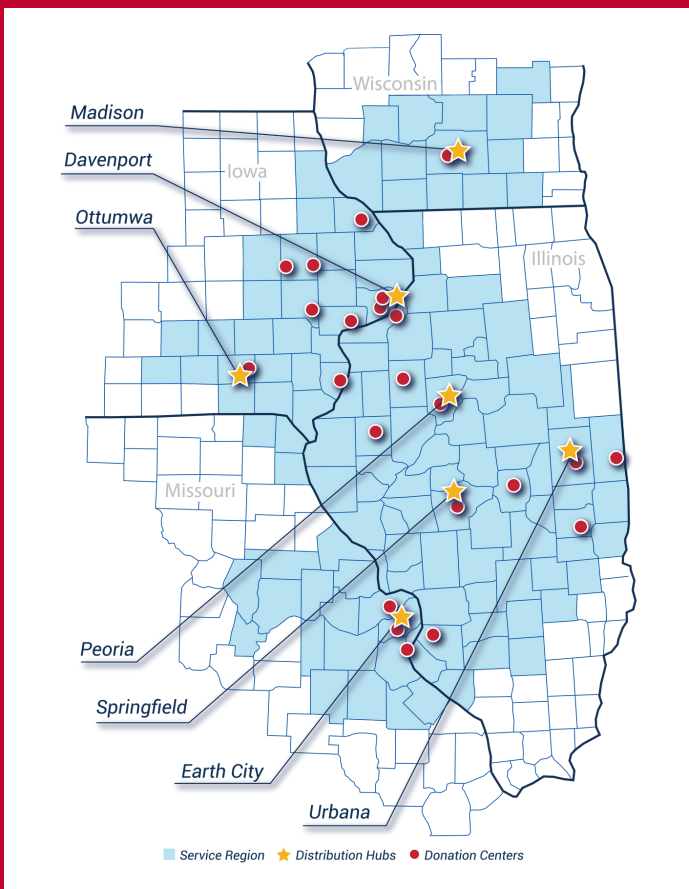 Wisconsin
Madison
Davenport
Iowa
Ottumwa
Illinois
Missouri
Peoria
Springfield
Earth City
Urbana
Service Region
Distribution Hubs
Donation Centers